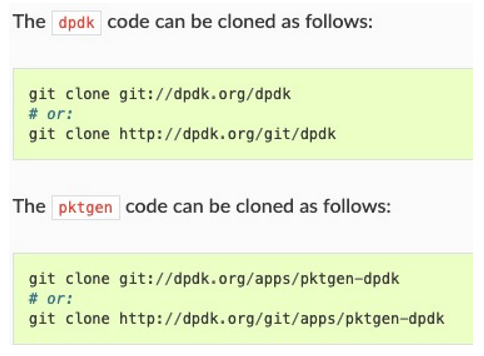 The dpdk code can be cloned as follows:
git clone git://dpdk.org/dpdk
# or:
git clone http://dpdk.org/git/dpdk
The pktgen code can be cloned as follows:
git clone git://dpdk.org/apps/pktgen-dpdk
# or:
git clone http://dpdk.org/git/apps/pktgen-dpdk